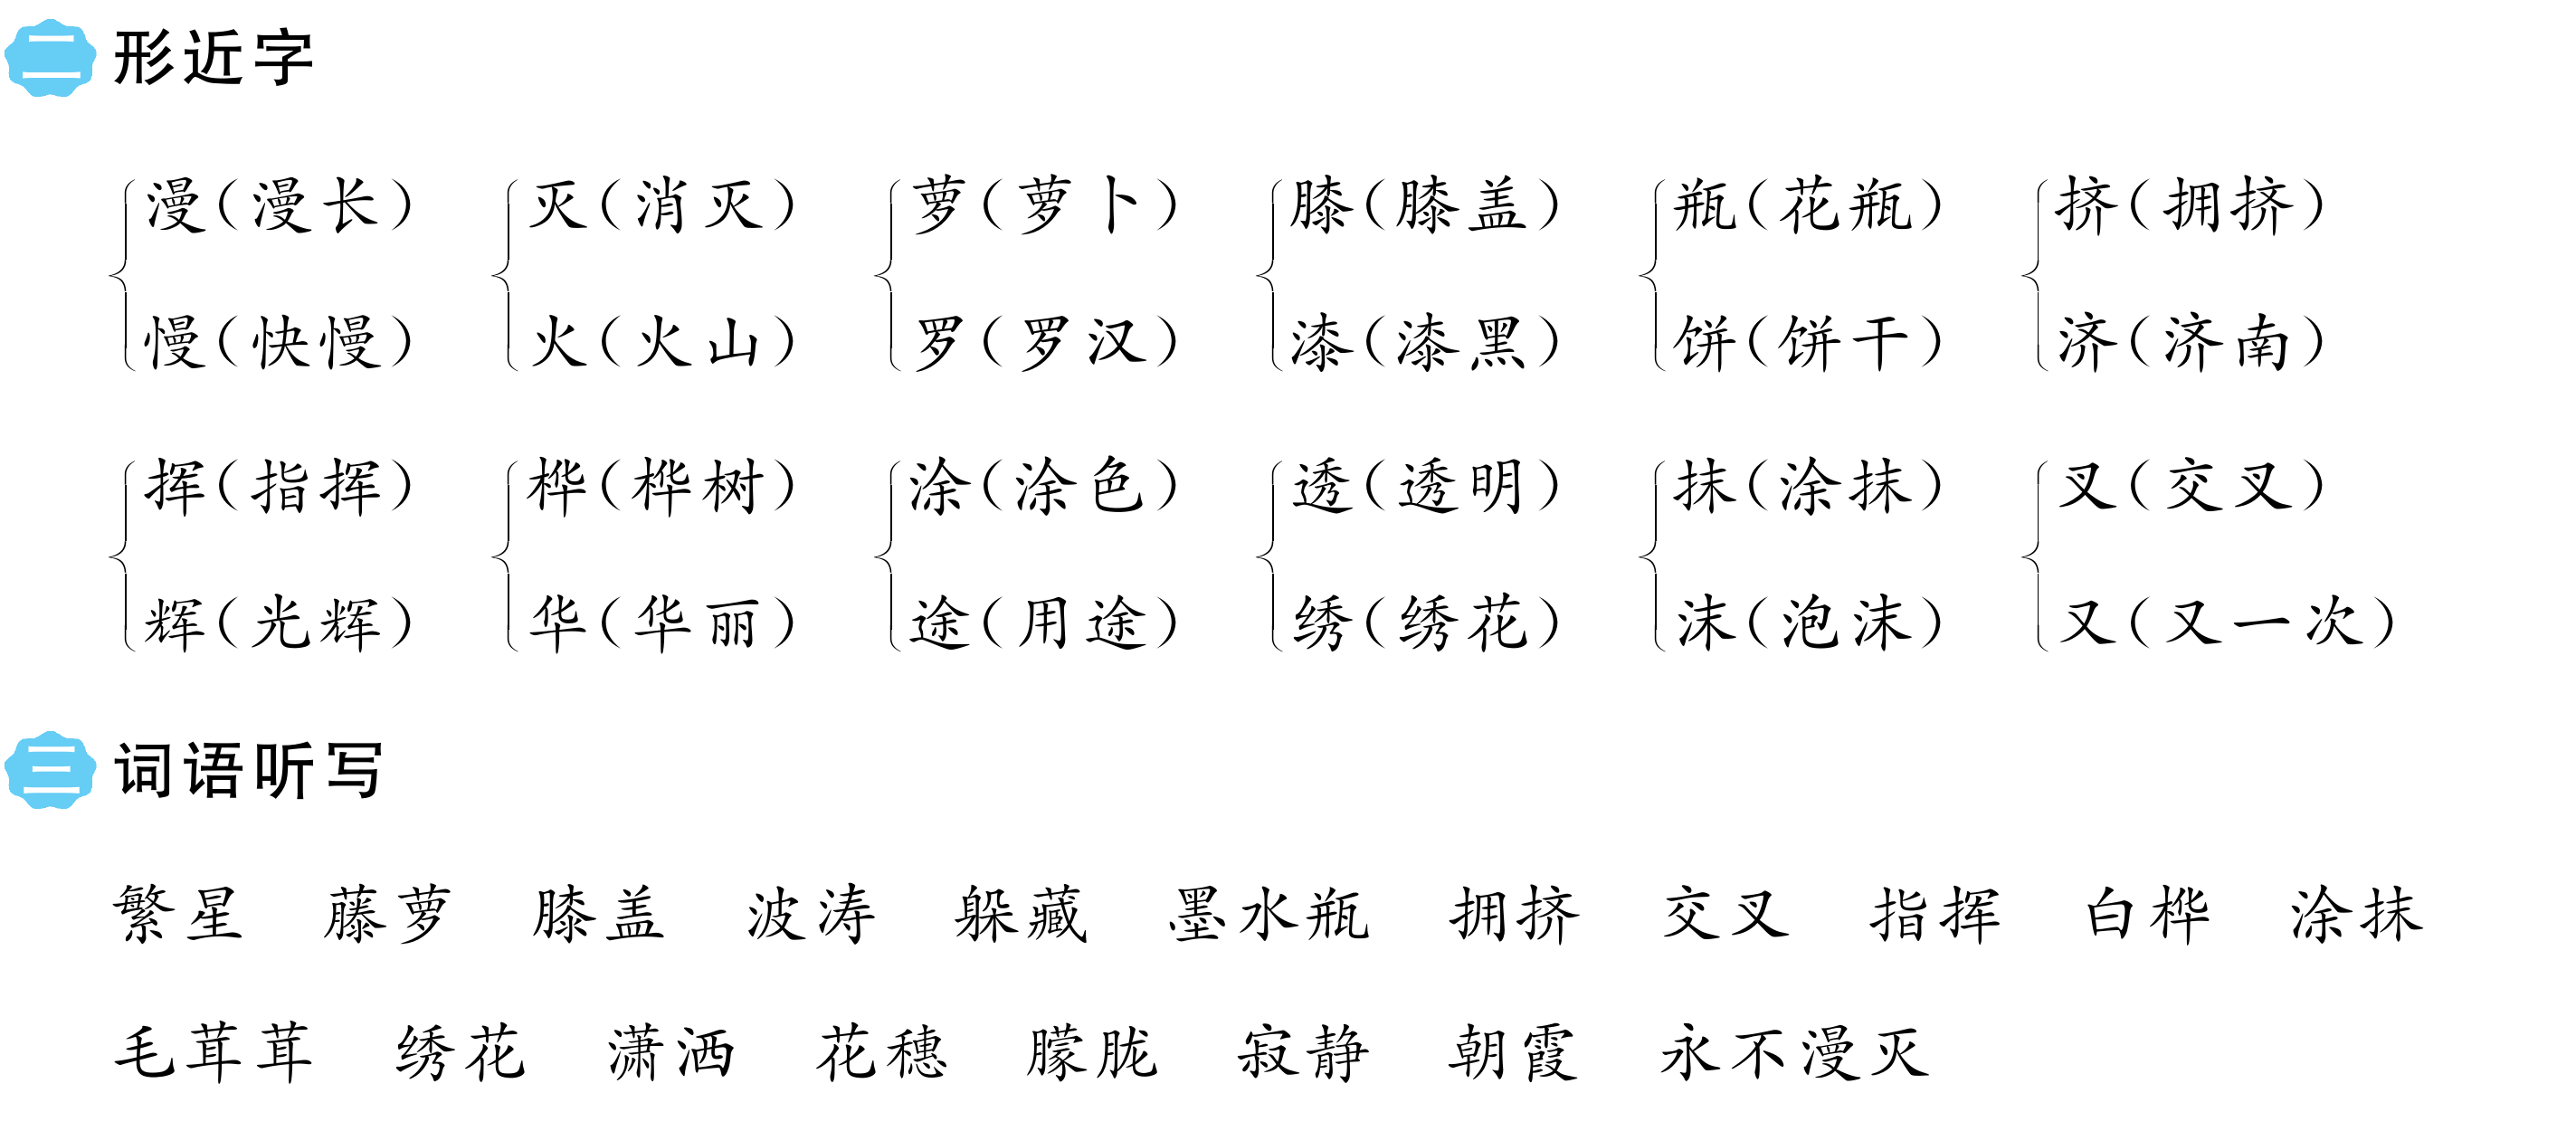 二 形近字
漫(漫长) 灭(消灭) 萝(萝卜) 膝(膝盖) 瓶(花瓶) 挤(拥挤)
慢(快慢) 火(火山) 罗(罗汉) 漆(漆黑) 饼(饼干) 济(济南)
挥(指挥) 桦(桦树) 涂(涂色) 透(透明) 抹(涂抹) 叉(交叉)
辉(光辉) 华(华丽) 途(用途) 绣(绣花) 沫(泡沫) 又(又一次)
三 词语听写
繁星 藤萝 膝盖 波涛 躲藏 墨水瓶 拥挤 交叉 指挥 白桦 涂抹
毛茸茸 绣花 潇洒 花穗 朦胧 寂静 朝霞 永不漫灭